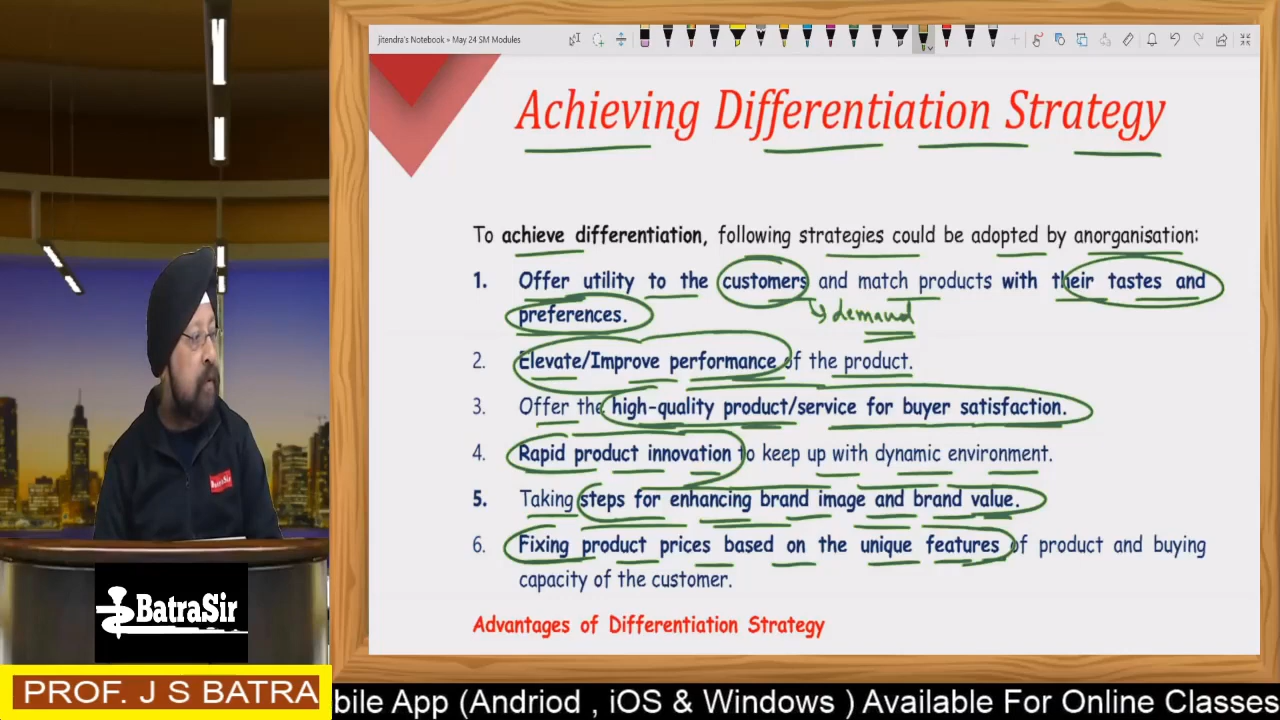 jitendra's Notebook » May 24 SM Modules
Achieving Differentiation Strategy
To achieve differentiation, following strategies could be adopted by anorganisation:
1. Offer utility to the customers and match products with their tastes and
preferences.
demand
2. Elevate/Improve performance of the product.
3. Offer the high-quality product/service for buyer satisfaction.
4. Rapid product innovation to keep up with dynamic environment.
5. Taking steps for enhancing brand image and brand value.
6. Fixing product prices based on the unique features of product and buying
capacity of the customer.
Advantages of Differentiation Strategy
BatraSir
BatraSir
PROF. J S BATRA
bile App (Andriod , iOS & Windows ) Available For Online Classes